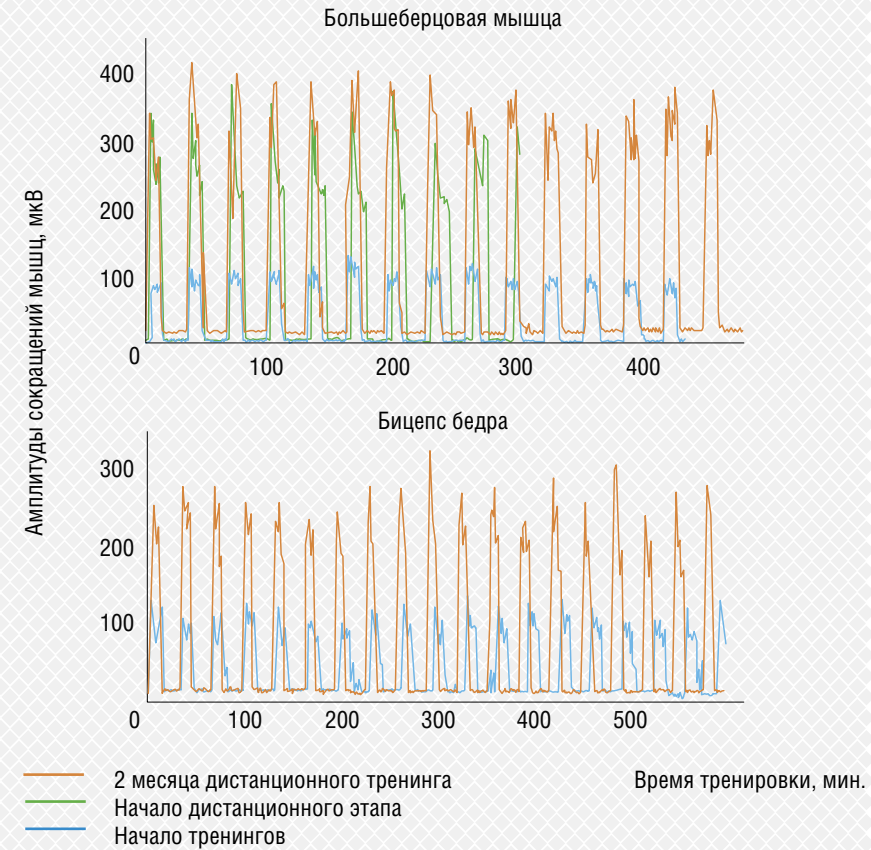 Большеберцовая мышца
Амплитуды сокращений мышц, мкВ
400
300
200
100
0
100
200
300
400
Бицепс бедра
300
200
100
0
100
200
300
400
500
2 месяца дистанционного тренинга
Время тренировки, мин.
Начало дистанционного этапа
Начало тренингов